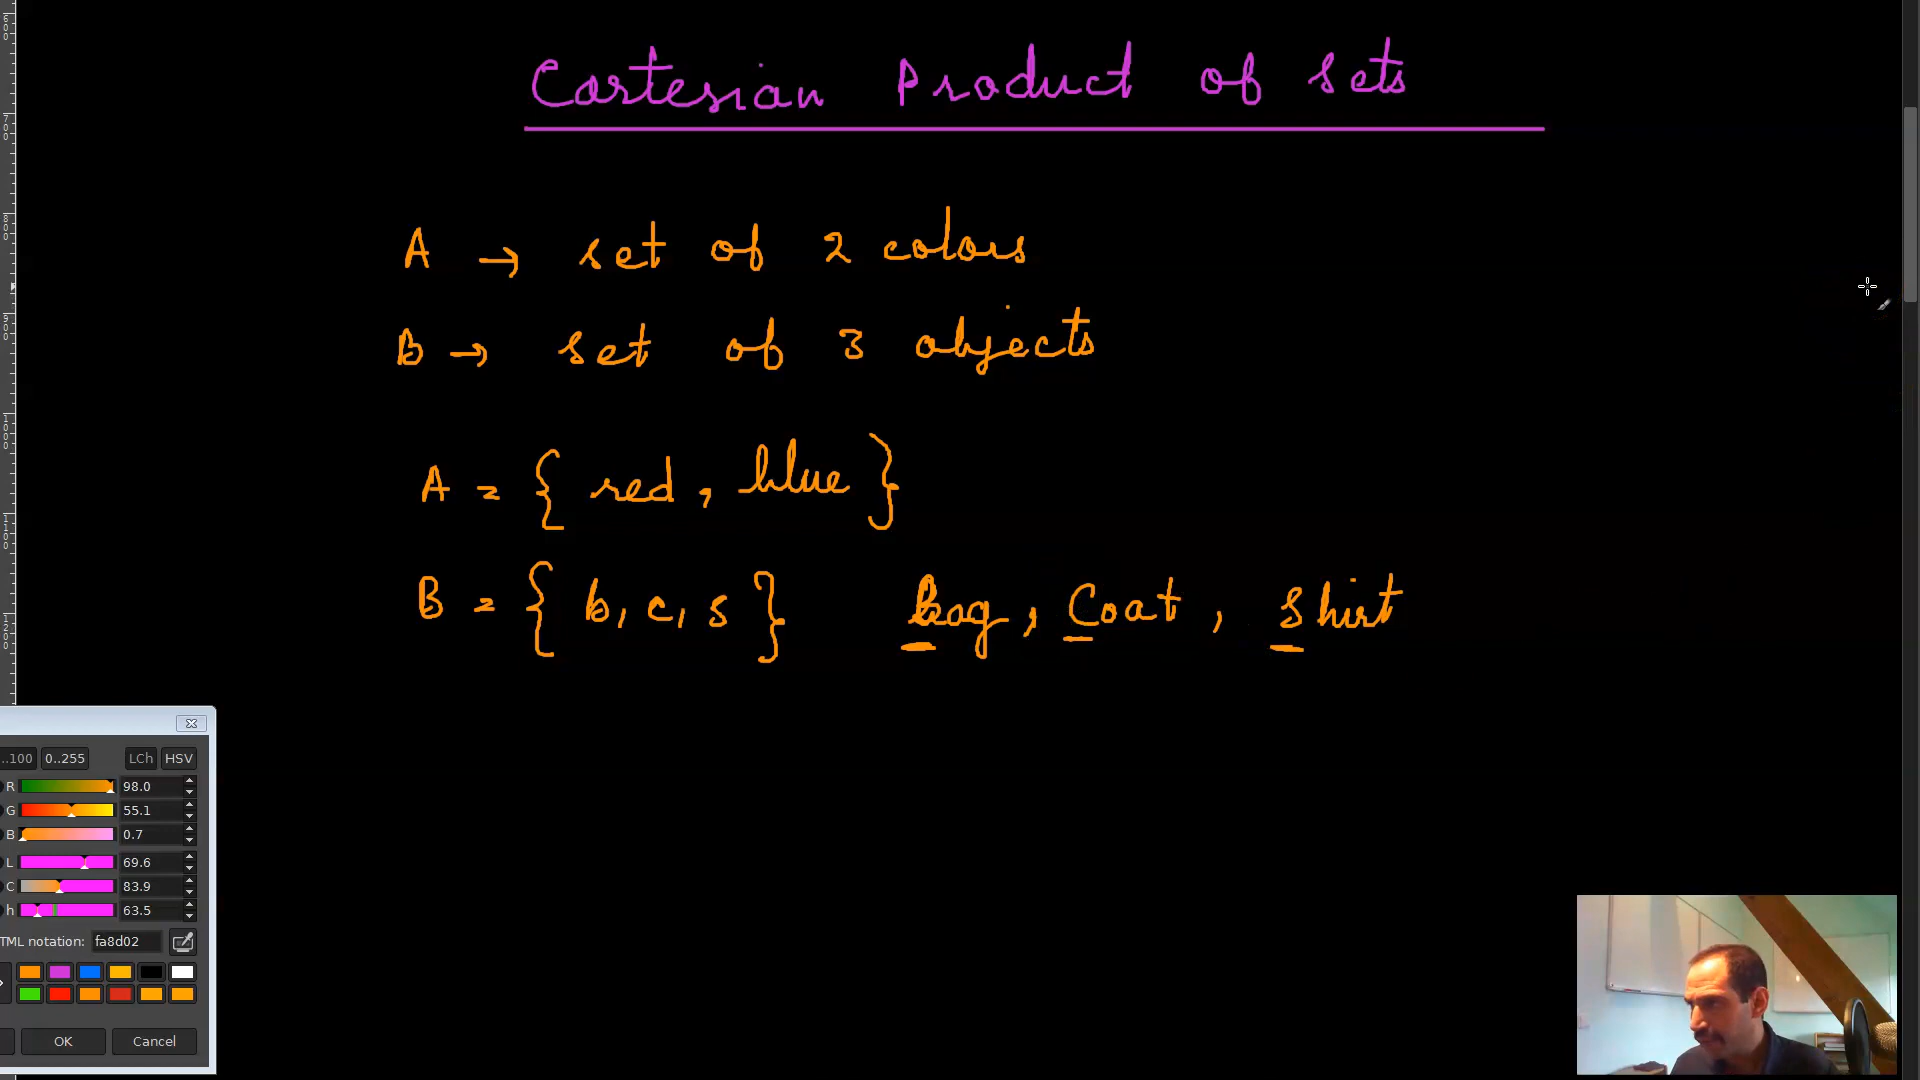 Cartesian Product of sets
A → set of 2 colors
B → set of 3 objects
A = { red, blue }
B = { b, c, s } Bag, Coat, Shirt
..100 0..255 LCh HSV
R 98.0
G 55.1
B 0.7
L 69.6
C 83.9
h 63.5
TML notation: fa8d02
OK Cancel